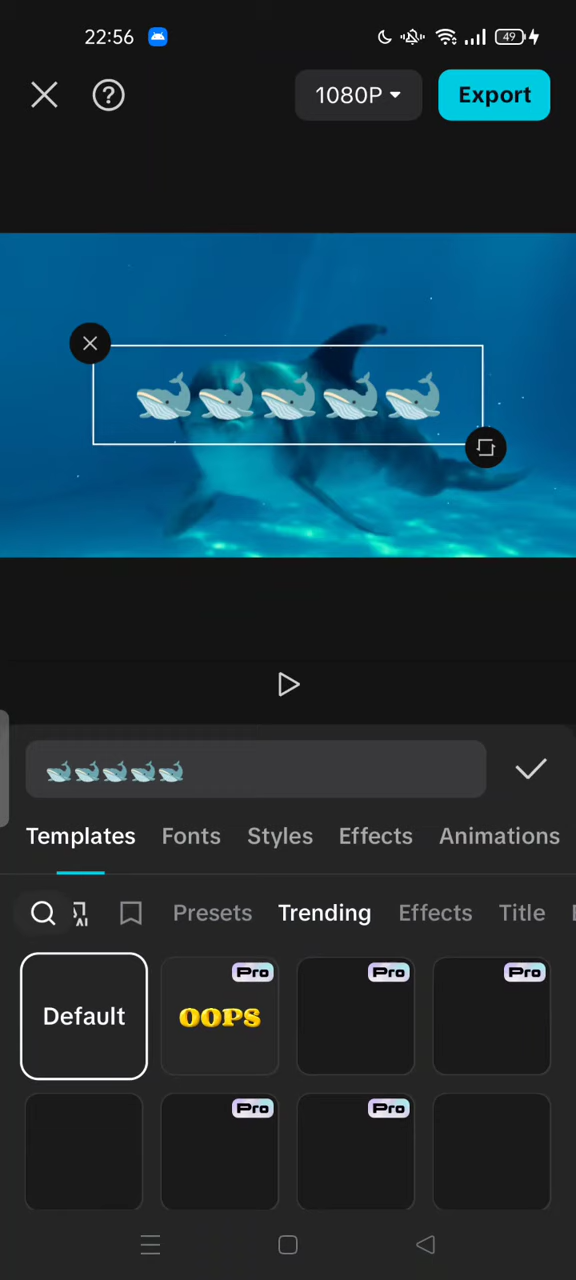 22:56
49
1080P
Export
🐳🐳🐳🐳🐳
🐳🐳🐳🐳🐳
Templates Fonts Styles Effects Animations
AI Presets Trending Effects Title
Default OOPS Pro Pro Pro
Pro Pro